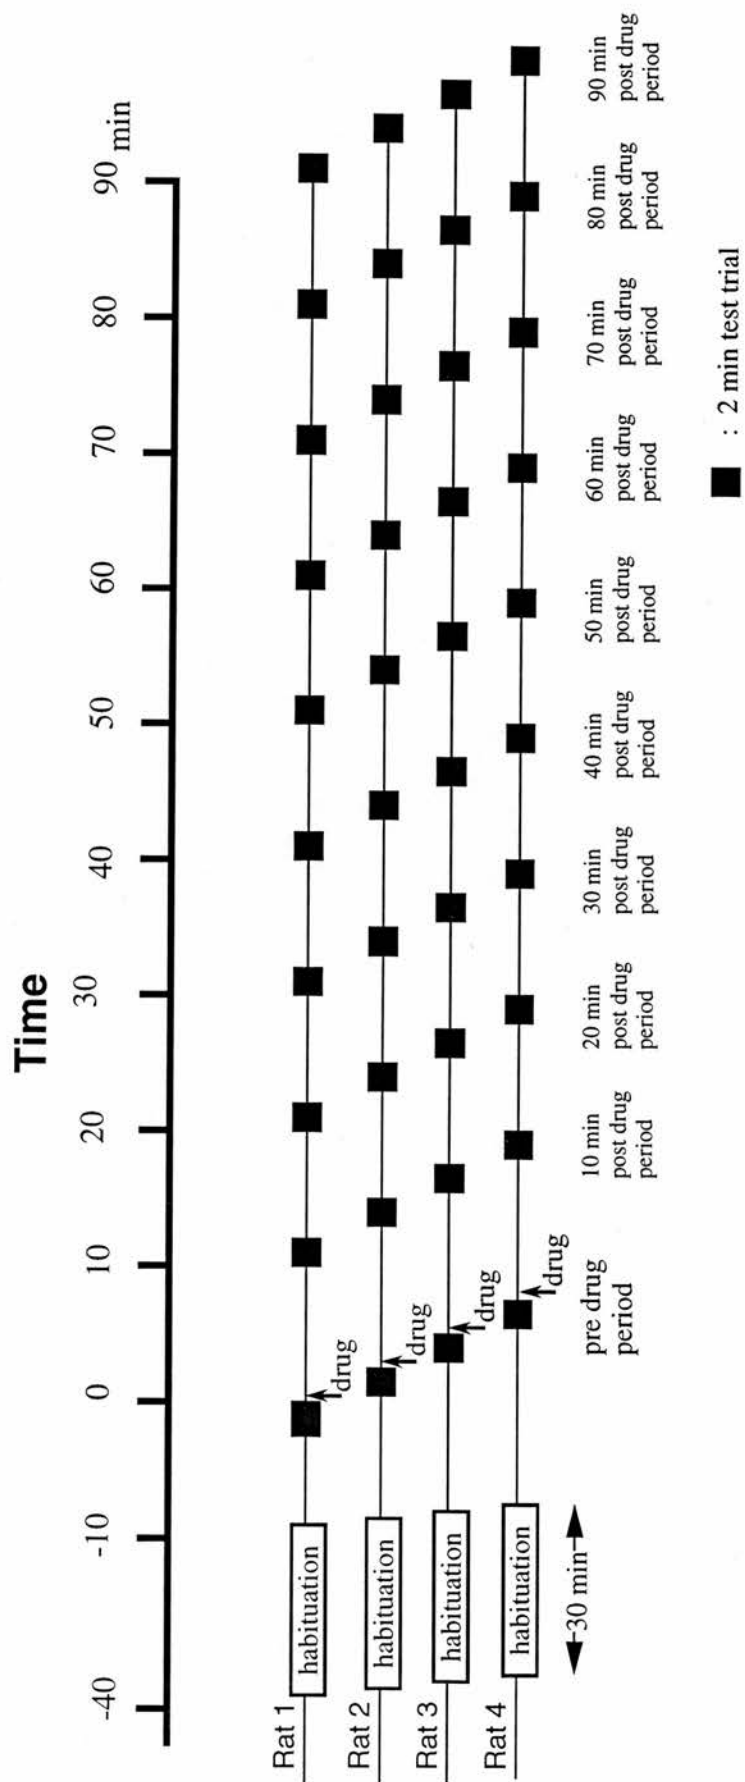 Time
-40 -10 0 10 20 30 40 50 60 70 80 90 min
Rat 1 habituation drug
Rat 2 habituation drug
Rat 3 habituation drug
Rat 4 habituation drug
30 min
pre drug
period
10 min
post drug
period
20 min
post drug
period
30 min
post drug
period
40 min
post drug
period
50 min
post drug
period
60 min
post drug
period
70 min
post drug
period
80 min
post drug
period
90 min
post drug
period
: 2 min test trial